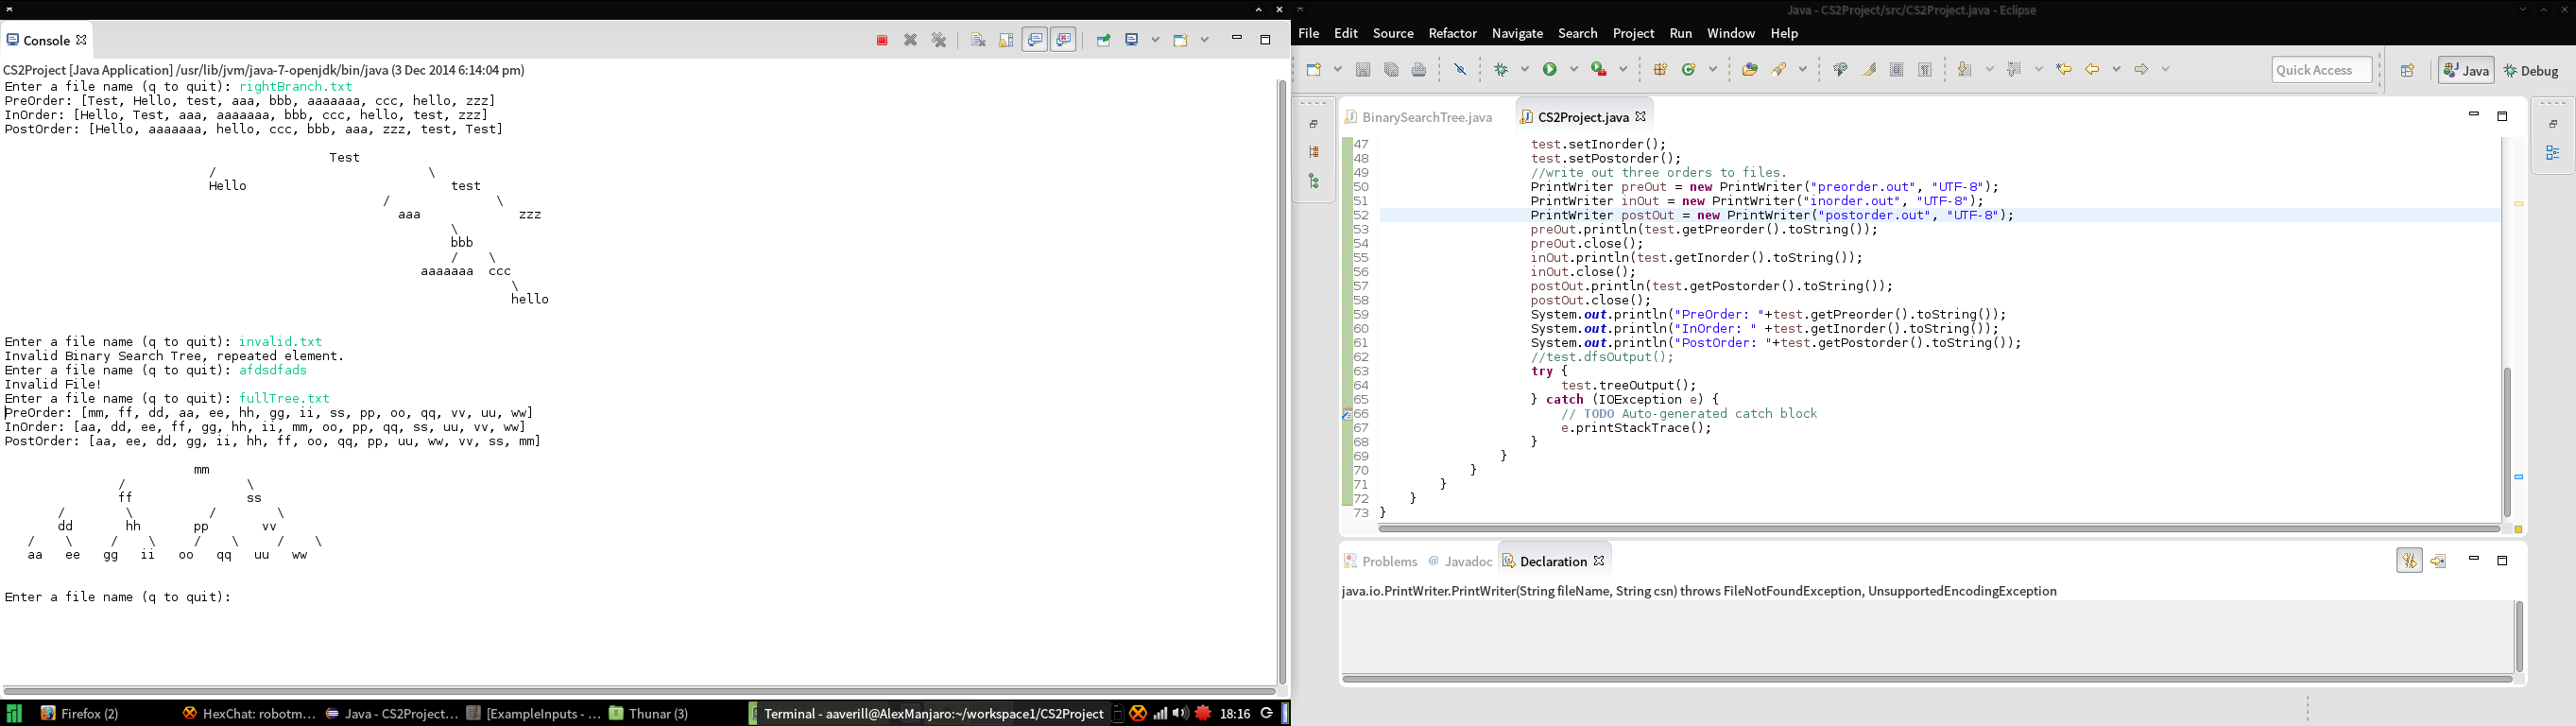 Console
CS2Project [Java Application] /usr/lib/jvm/java-7-openjdk/bin/java (3 Dec 2014 6:14:04 pm)
Enter a file name (q to quit): rightBranch.txt
PreOrder: [Test, Hello, test, aaa, bbb, aaaaaaa, ccc, hello, zzz]
InOrder: [Hello, Test, aaa, aaaaaaa, bbb, ccc, hello, test, zzz]
PostOrder: [Hello, aaaaaaa, hello, ccc, bbb, aaa, zzz, test, Test]
Test
/ \
Hello test
/ \
aaa zzz
\
bbb
/ \
aaaaaaa ccc
\
hello
Enter a file name (q to quit): invalid.txt
Invalid Binary Search Tree, repeated element.
Enter a file name (q to quit): afdsdfads
Invalid File!
Enter a file name (q to quit): fullTree.txt
PreOrder: [mm, ff, dd, aa, ee, hh, gg, ii, ss, pp, oo, qq, vv, uu, ww]
InOrder: [aa, dd, ee, ff, gg, hh, ii, mm, oo, pp, qq, ss, uu, vv, ww]
PostOrder: [aa, ee, dd, gg, ii, hh, ff, oo, qq, pp, uu, ww, vv, ss, mm]
mm
/ \
ff ss
/ \ / \
dd hh pp vv
/ \ / \ / \ / \
aa ee gg ii oo qq uu ww
Enter a file name (q to quit):
Firefox (2)
HexChat: robotm...
Java - CS2Project...
[ExampleInputs - ...
Thunar (3)
Terminal - aaverill@AlexManjaro:~/workspace1/CS2Project
18:16
Java - CS2Project/src/CS2Project.java - Eclipse
File Edit Source Refactor Navigate Search Project Run Window Help
Quick Access
Java
Debug
BinarySearchTree.java
CS2Project.java
47 test.setInorder();
48 test.setPostorder();
49 //write out three orders to files.
50 PrintWriter preOut = new PrintWriter("preorder.out", "UTF-8");
51 PrintWriter inOut = new PrintWriter("inorder.out", "UTF-8");
52 PrintWriter postOut = new PrintWriter("postorder.out", "UTF-8");
53 preOut.println(test.getPreorder().toString());
54 preOut.close();
55 inOut.println(test.getInorder().toString());
56 inOut.close();
57 postOut.println(test.getPostorder().toString());
58 postOut.close();
59 System.out.println("PreOrder: "+test.getPreorder().toString());
60 System.out.println("InOrder: " +test.getInorder().toString());
61 System.out.println("PostOrder: "+test.getPostorder().toString());
62 //test.dfsOutput();
63 try {
64 test.treeOutput();
65 } catch (IOException e) {
66 // TODO Auto-generated catch block
67 e.printStackTrace();
68 }
69 }
70 }
71 }
72 }
73 }
Problems
@ Javadoc
Declaration
java.io.PrintWriter.PrintWriter(String fileName, String csn) throws FileNotFoundException, UnsupportedEncodingException